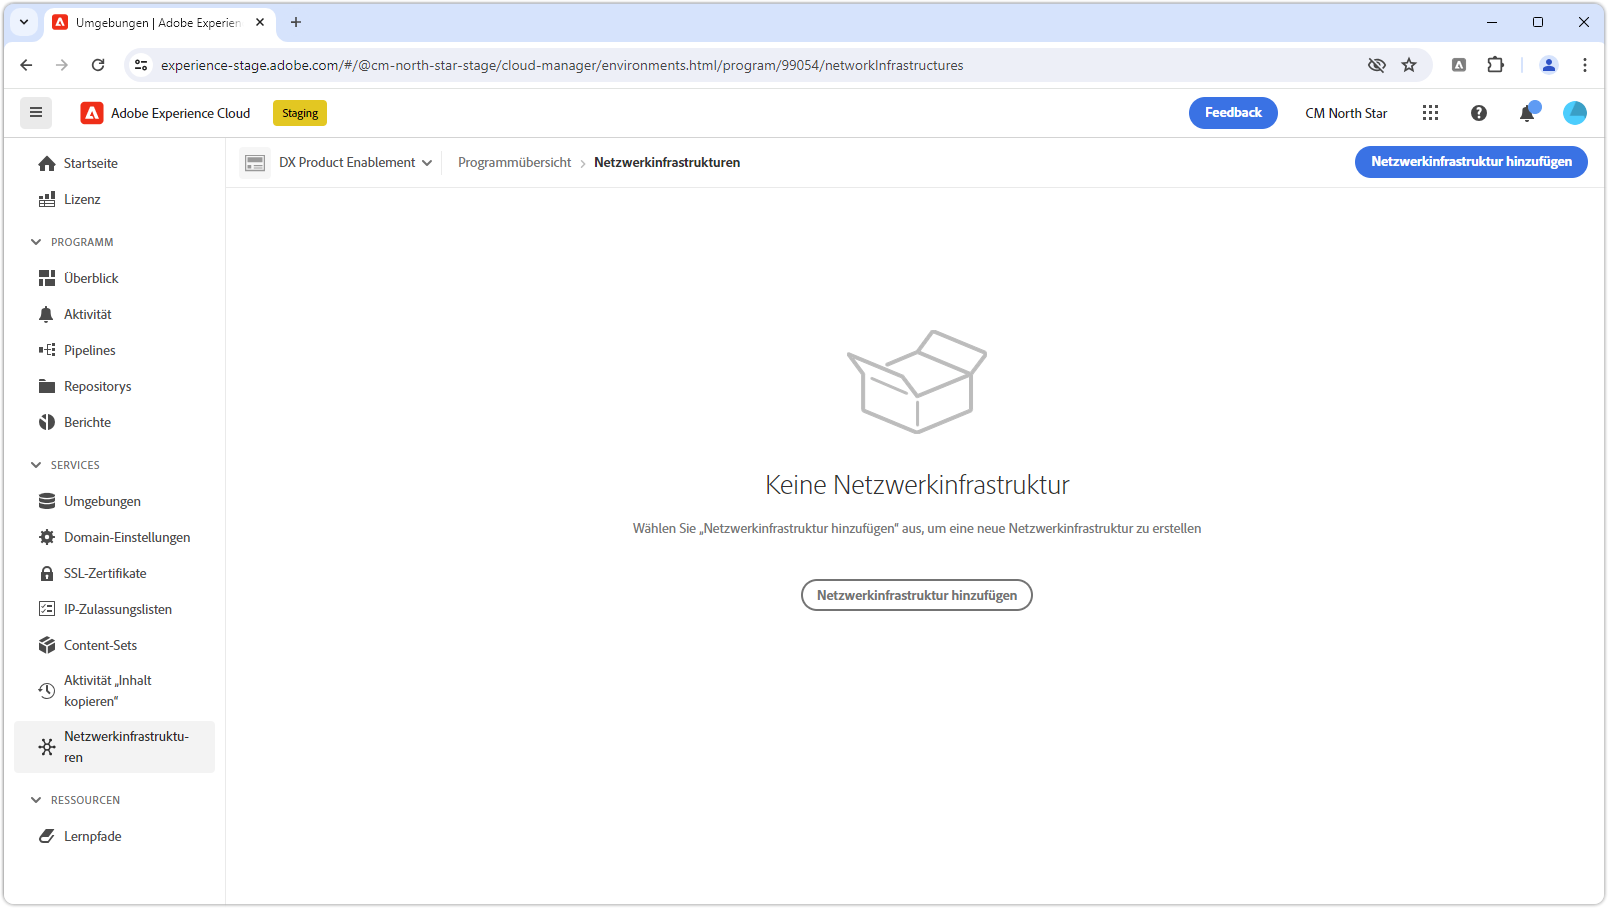 Umgebungen | Adobe Experien
experience-stage.adobe.com/#/@cm-north-star-stage/cloud-manager/environments.html/program/99054/networkInfrastructures
Adobe Experience Cloud
Staging
Feedback
CM North Star
DX Product Enablement
Programmübersicht › Netzwerkinfrastrukturen
Netzwerkinfrastruktur hinzufügen
Startseite
Lizenz
PROGRAMM
Überblick
Aktivität
Pipelines
Repositorys
Berichte
SERVICES
Umgebungen
Domain-Einstellungen
SSL-Zertifikate
IP-Zulassungslisten
Content-Sets
Aktivität „Inhalt
kopieren“
Netzwerkinfrastruktu-
ren
RESSOURCEN
Lernpfade
Keine Netzwerkinfrastruktur
Wählen Sie „Netzwerkinfrastruktur hinzufügen“ aus, um eine neue Netzwerkinfrastruktur zu erstellen
Netzwerkinfrastruktur hinzufügen